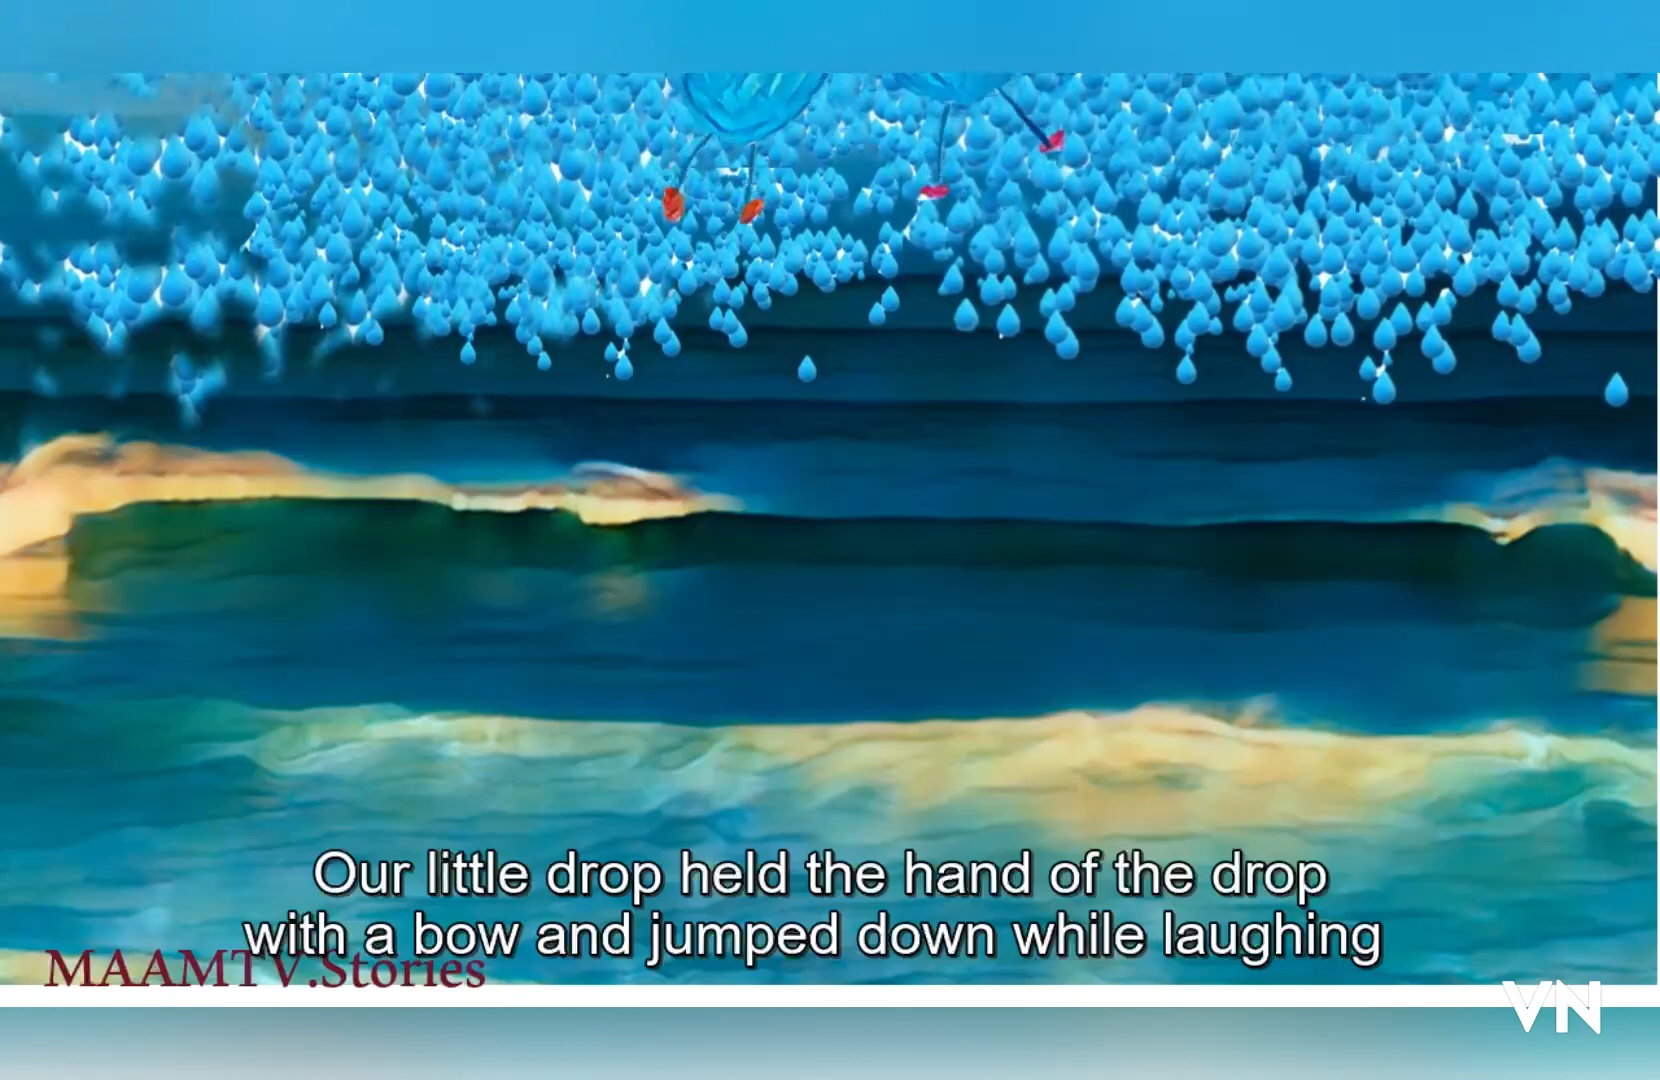 Our little drop held the hand of the drop
with a bow and jumped down while laughing
MAAMTV.Stories
VN